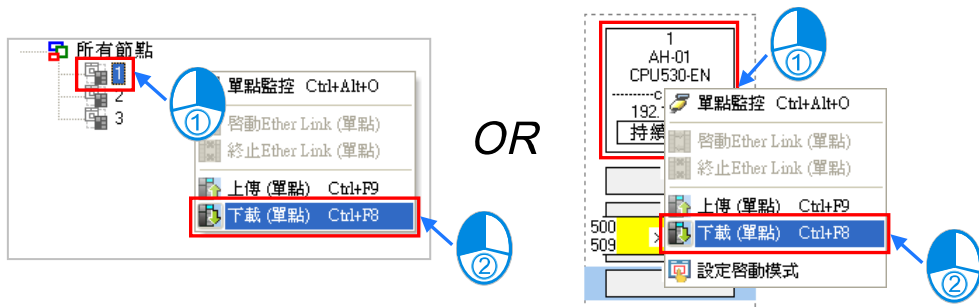 所有節點
1
2
3
①
單點監控 Ctrl+Alt+O
啓動Ether Link (單點)
終止Ether Link (單點)
上傳 (單點) Ctrl+F9
下載 (單點) Ctrl+F8
②
OR
1
AH-01
CPU530-EN
192.
持續
500
509
①
單點監控 Ctrl+Alt+O
啓動Ether Link (單點)
終止Ether Link (單點)
上傳 (單點) Ctrl+F9
下載 (單點) Ctrl+F8
設定啓動模式
②